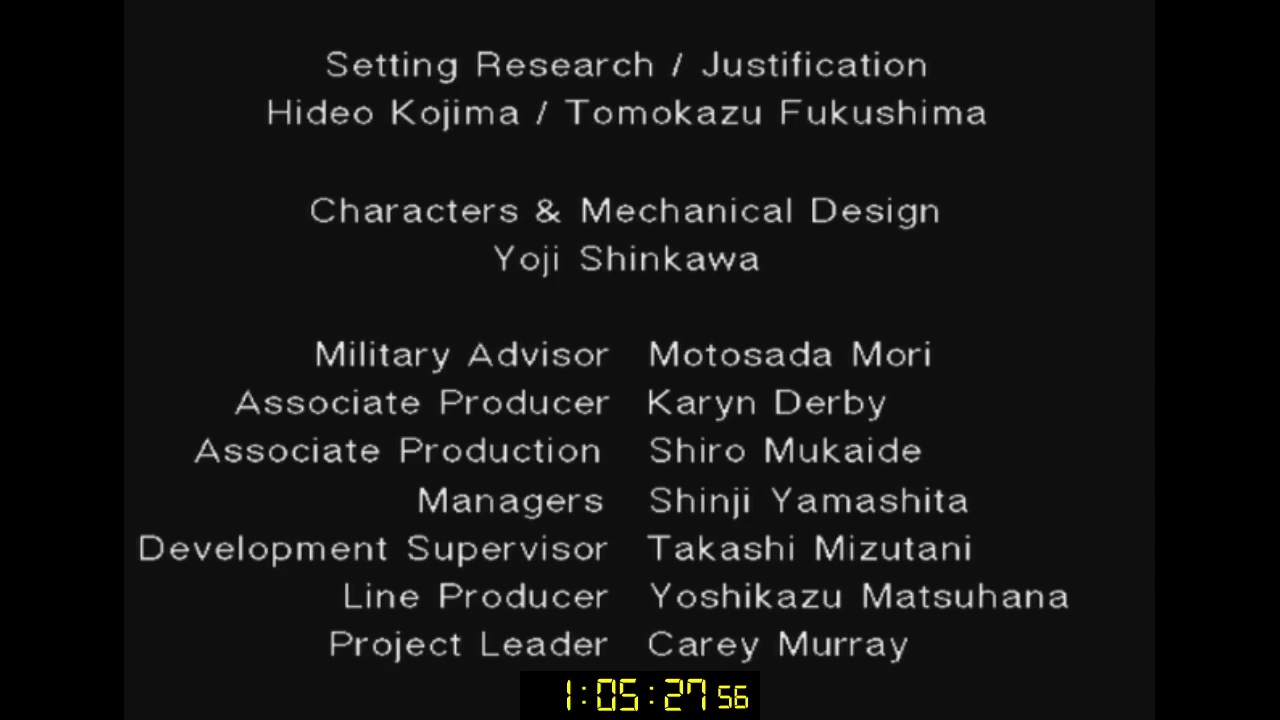 Setting Research / Justification
Hideo Kojima / Tomokazu Fukushima
Characters & Mechanical Design
Yoji Shinkawa
Military Advisor Motosada Mori
Associate Producer Karyn Derby
Associate Production Shiro Mukaide
Managers Shinji Yamashita
Development Supervisor Takashi Mizutani
Line Producer Yoshikazu Matsuhana
Project Leader Carey Murray
1:05:27 56